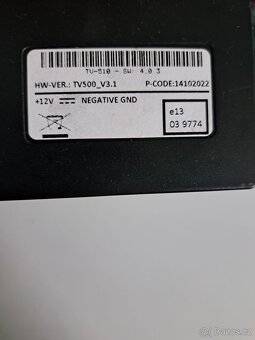 TV-510 - SW: 4.0 3
HW-VER.: TV500_V3.1 P-CODE:14102022
+12V NEGATIVE GND
e13
03 9774
Bazoš.cz